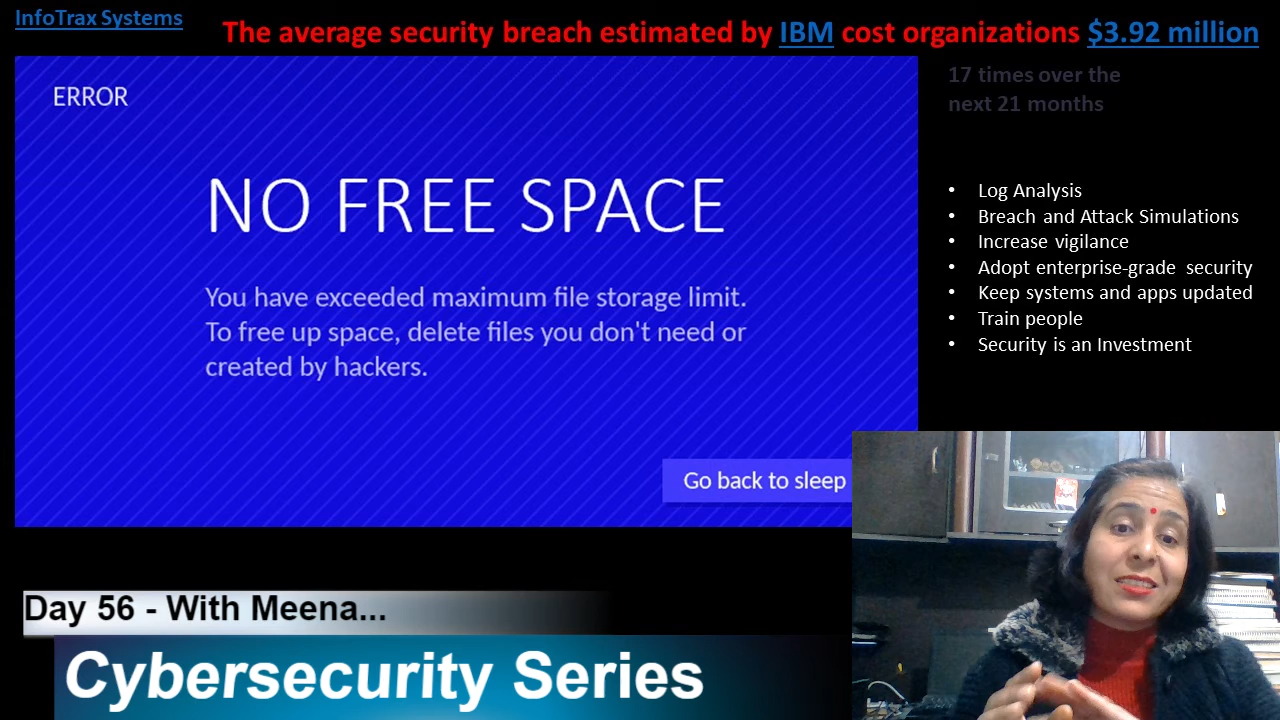 InfoTrax Systems
The average security breach estimated by IBM cost organizations $3.92 million
17 times over the
next 21 months
ERROR
NO FREE SPACE
You have exceeded maximum file storage limit.
To free up space, delete files you don't need or
created by hackers.
Go back to sleep
• Log Analysis
• Breach and Attack Simulations
• Increase vigilance
• Adopt enterprise-grade security
• Keep systems and apps updated
• Train people
• Security is an Investment
Day 56 - With Meena...
Cybersecurity Series